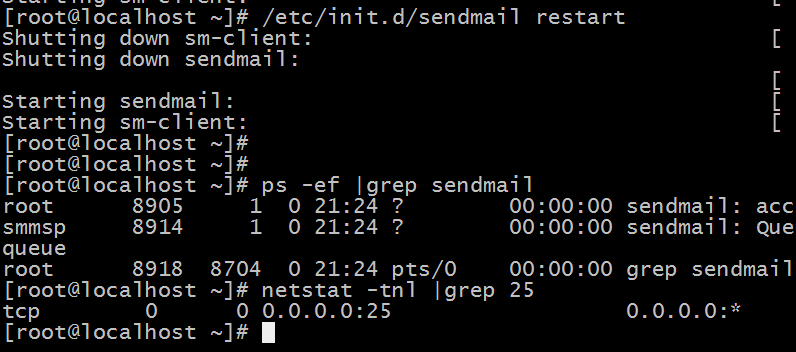 [root@localhost ~]# /etc/init.d/sendmail restart
Shutting down sm-client: [
Shutting down sendmail:
[
Starting sendmail: [
Starting sm-client: [
[root@localhost ~]#
[root@localhost ~]#
[root@localhost ~]# ps -ef |grep sendmail
root 8905 1 0 21:24 ? 00:00:00 sendmail: acc
smmsp 8914 1 0 21:24 ? 00:00:00 sendmail: Que
queue
root 8918 8704 0 21:24 pts/0 00:00:00 grep sendmail
[root@localhost ~]# netstat -tnl |grep 25
tcp 0 0 0.0.0.0:25 0.0.0.0:*
[root@localhost ~]#